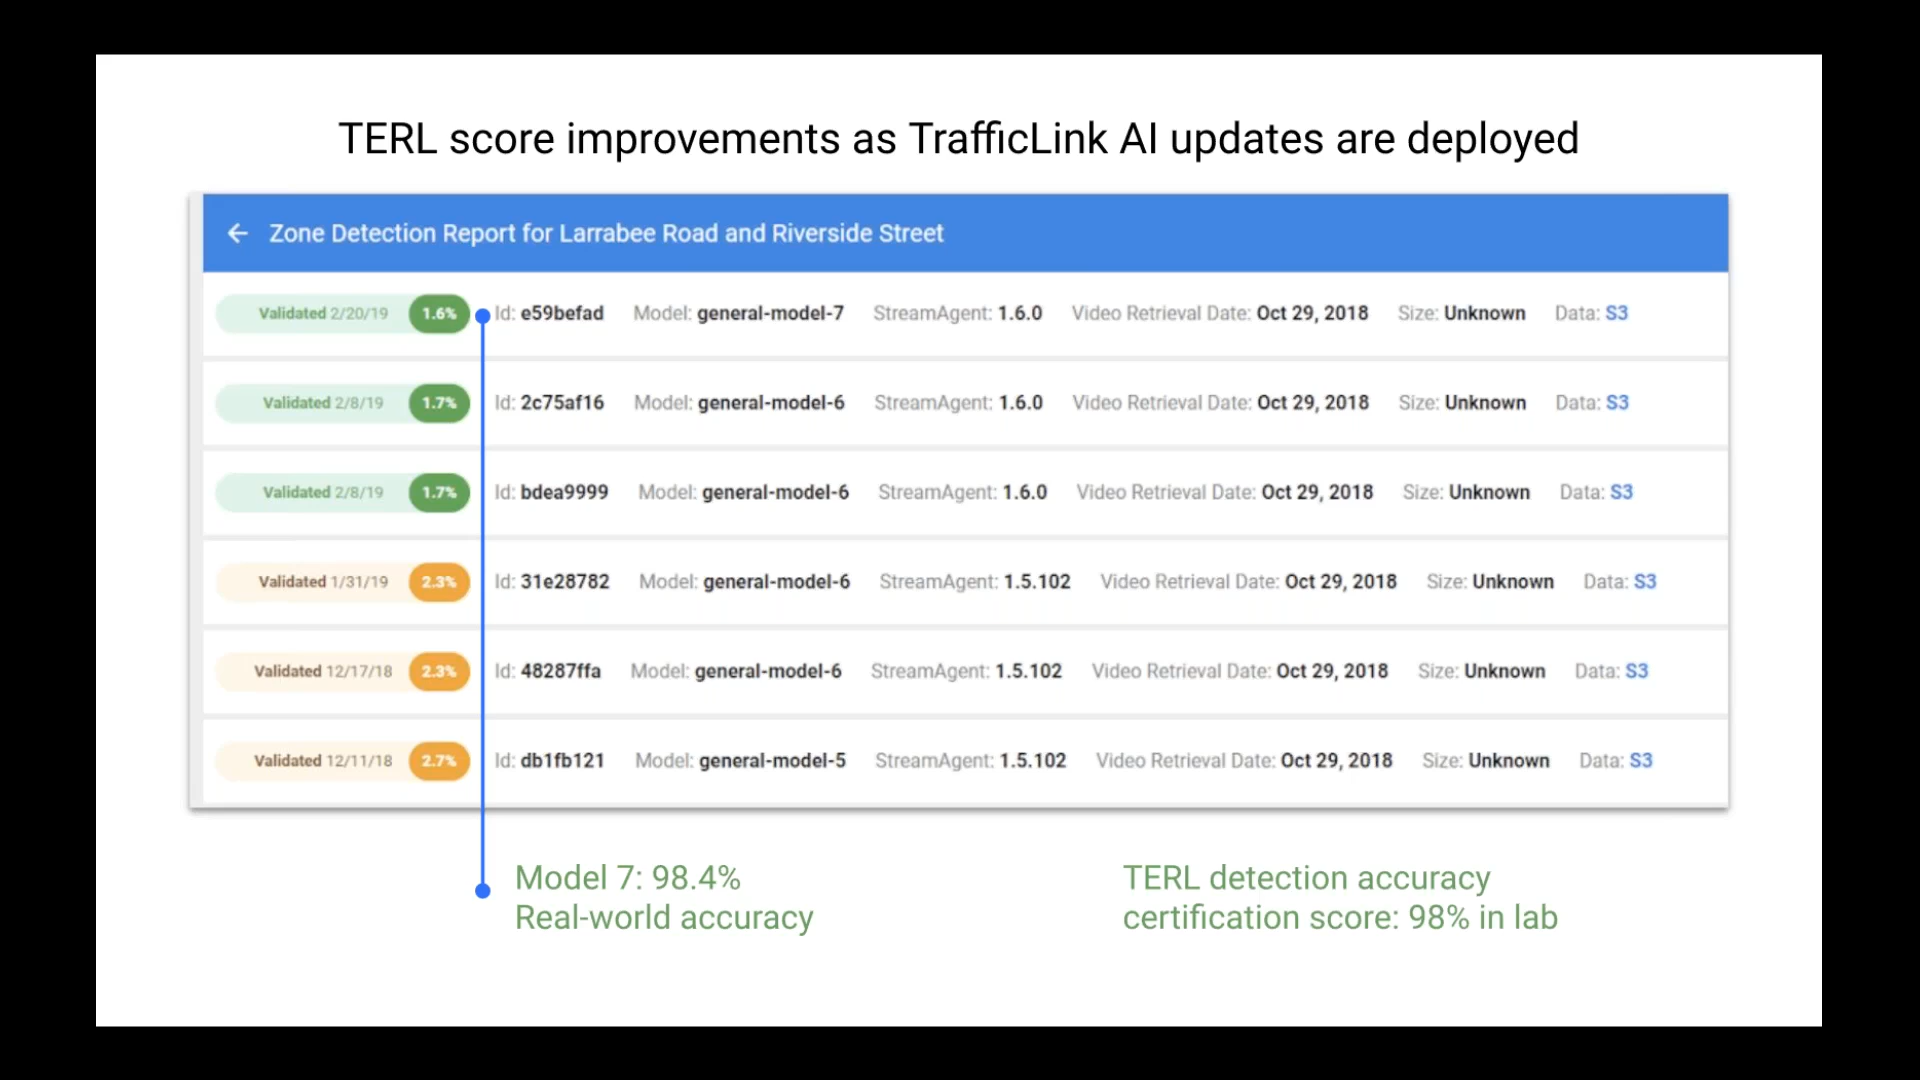 TERL score improvements as TrafficLink AI updates are deployed
Zone Detection Report for Larrabee Road and Riverside Street
Validated 2/20/19 1.6% Id: e59befad Model: general-model-7 StreamAgent: 1.6.0 Video Retrieval Date: Oct 29, 2018 Size: Unknown Data: S3
Validated 2/8/19 1.7% Id: 2c75af16 Model: general-model-6 StreamAgent: 1.6.0 Video Retrieval Date: Oct 29, 2018 Size: Unknown Data: S3
Validated 2/8/19 1.7% Id: bdea9999 Model: general-model-6 StreamAgent: 1.6.0 Video Retrieval Date: Oct 29, 2018 Size: Unknown Data: S3
Validated 1/31/19 2.3% Id: 31e28782 Model: general-model-6 StreamAgent: 1.5.102 Video Retrieval Date: Oct 29, 2018 Size: Unknown Data: S3
Validated 12/17/18 2.3% Id: 48287ffa Model: general-model-6 StreamAgent: 1.5.102 Video Retrieval Date: Oct 29, 2018 Size: Unknown Data: S3
Validated 12/11/18 2.7% Id: db1fb121 Model: general-model-5 StreamAgent: 1.5.102 Video Retrieval Date: Oct 29, 2018 Size: Unknown Data: S3
Model 7: 98.4%
Real-world accuracy
TERL detection accuracy
certification score: 98% in lab